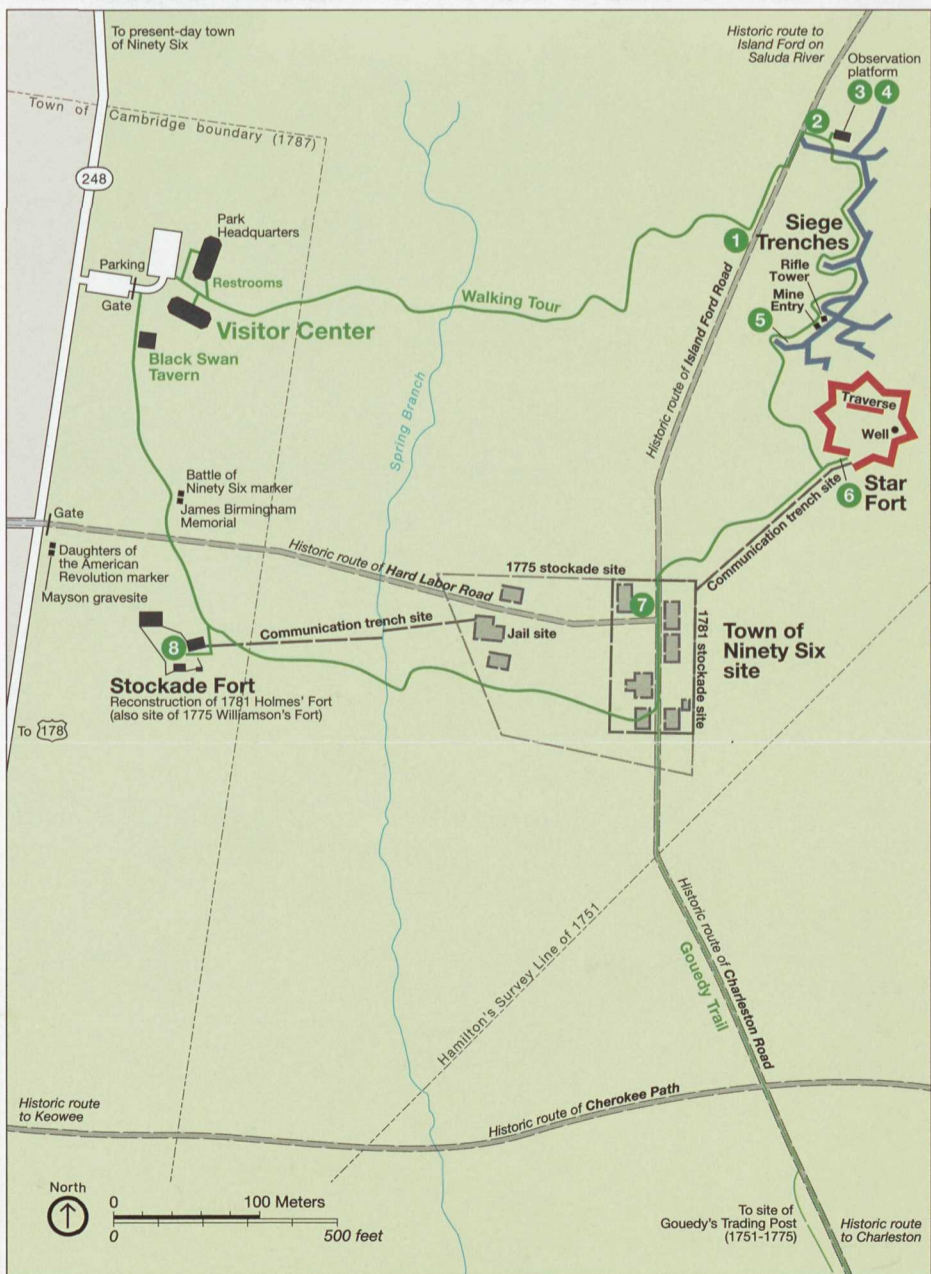 To present-day town
of Ninety Six
Historic route to
Island Ford on
Saluda River
Observation
platform
3
4
2
Town of Cambridge boundary (1787)
248
Park
Headquarters
Parking
Restrooms
Gate
Walking Tour
Visitor Center
Black Swan
Tavern
1
Siege
Trenches
Rifle
Tower
Mine
Entry
5
Historic route of Island Ford Road
Spring Branch
Traverse
Well
6
Star
Fort
Battle of
Ninety Six marker
James Birmingham
Memorial
Gate
Daughters of
the American
Revolution marker
Mayson gravesite
Historic route of Hard Labor Road
1775 stockade site
Communication trench site
7
8
Communication trench site
Jail site
1781 stockade site
Town of
Ninety Six
site
Stockade Fort
Reconstruction of 1781 Holmes' Fort
(also site of 1775 Williamson's Fort)
To 178
Hamilton's Survey Line of 1751
Historic route of Charleston Road
Gouedy Trail
Historic route
to Keowee
Historic route of Cherokee Path
North
0
100 Meters
0
500 feet
To site of
Gouedy's Trading Post
(1751-1775)
Historic route
to Charleston